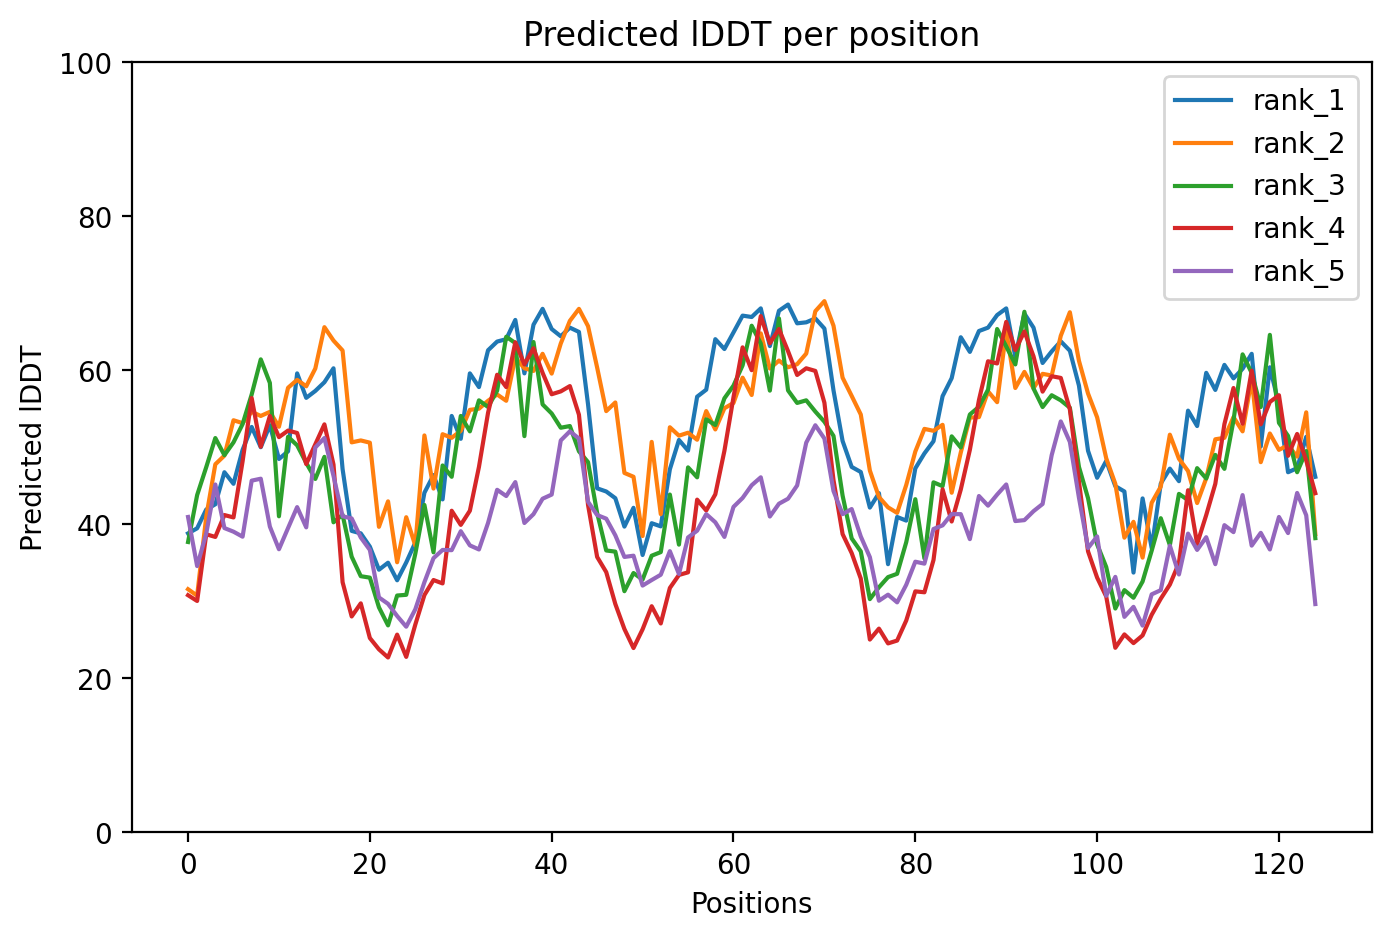 Predicted lDDT per position
100
80
60
40
20
0
Predicted lDDT
0 20 40 60 80 100 120
Positions
rank_1
rank_2
rank_3
rank_4
rank_5